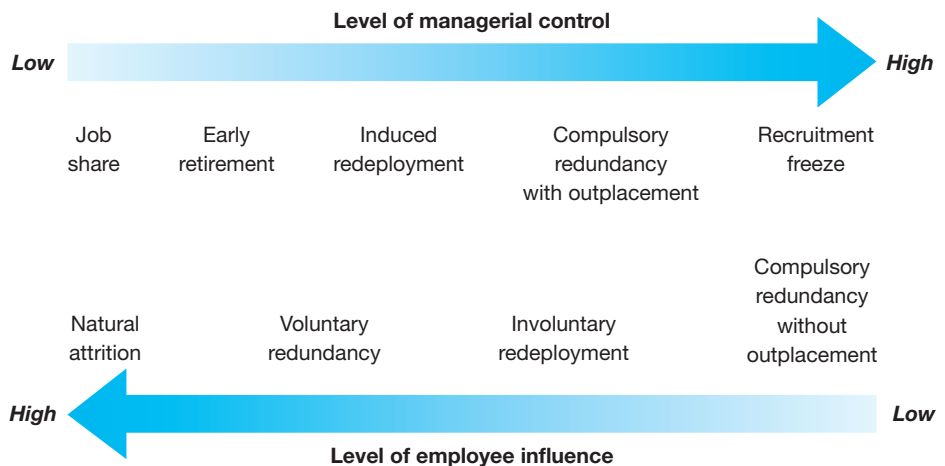 Level of managerial control
Low
High
Job
share
Early
retirement
Induced
redeployment
Compulsory
redundancy
with outplacement
Recruitment
freeze
Natural
attrition
Voluntary
redundancy
Involuntary
redeployment
Compulsory
redundancy
without
outplacement
High
Low
Level of employee influence